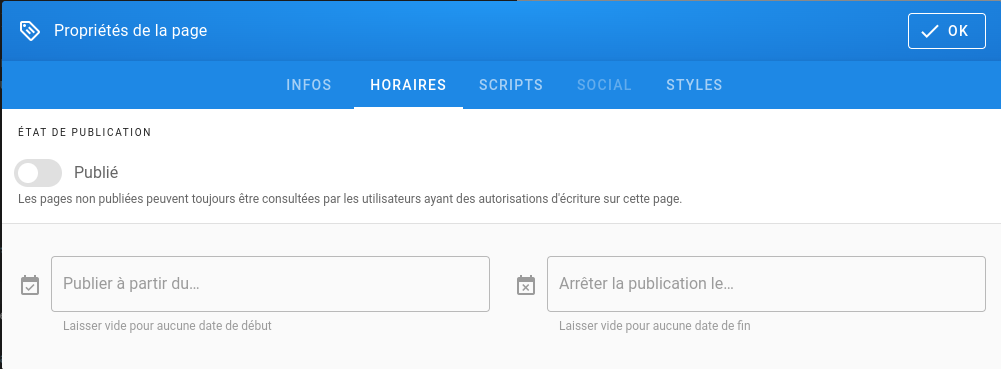 Propriétés de la page
OK
INFOS HORAIRES SCRIPTS SOCIAL STYLES
ÉTAT DE PUBLICATION
Publié
Les pages non publiées peuvent toujours être consultées par les utilisateurs ayant des autorisations d'écriture sur cette page.
Publier à partir du... Arrêter la publication le...
Laisser vide pour aucune date de début Laisser vide pour aucune date de fin